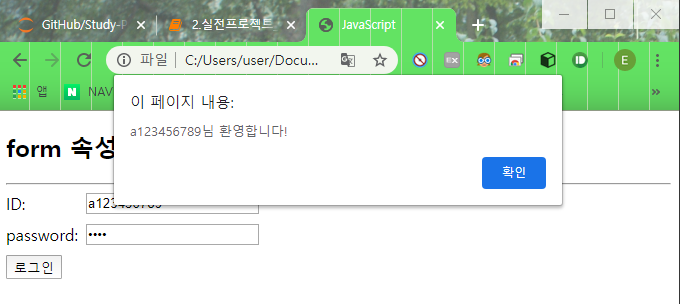 GitHub/Study-P
2.실전프로젝트
JavaScript
파일
C:/Users/user/Docu...
RX
E
앱
N
NAV
이 페이지 내용:
a123456789님 환영합니다!
확인
form 속성
ID:
a123456789
password:
••••
로그인